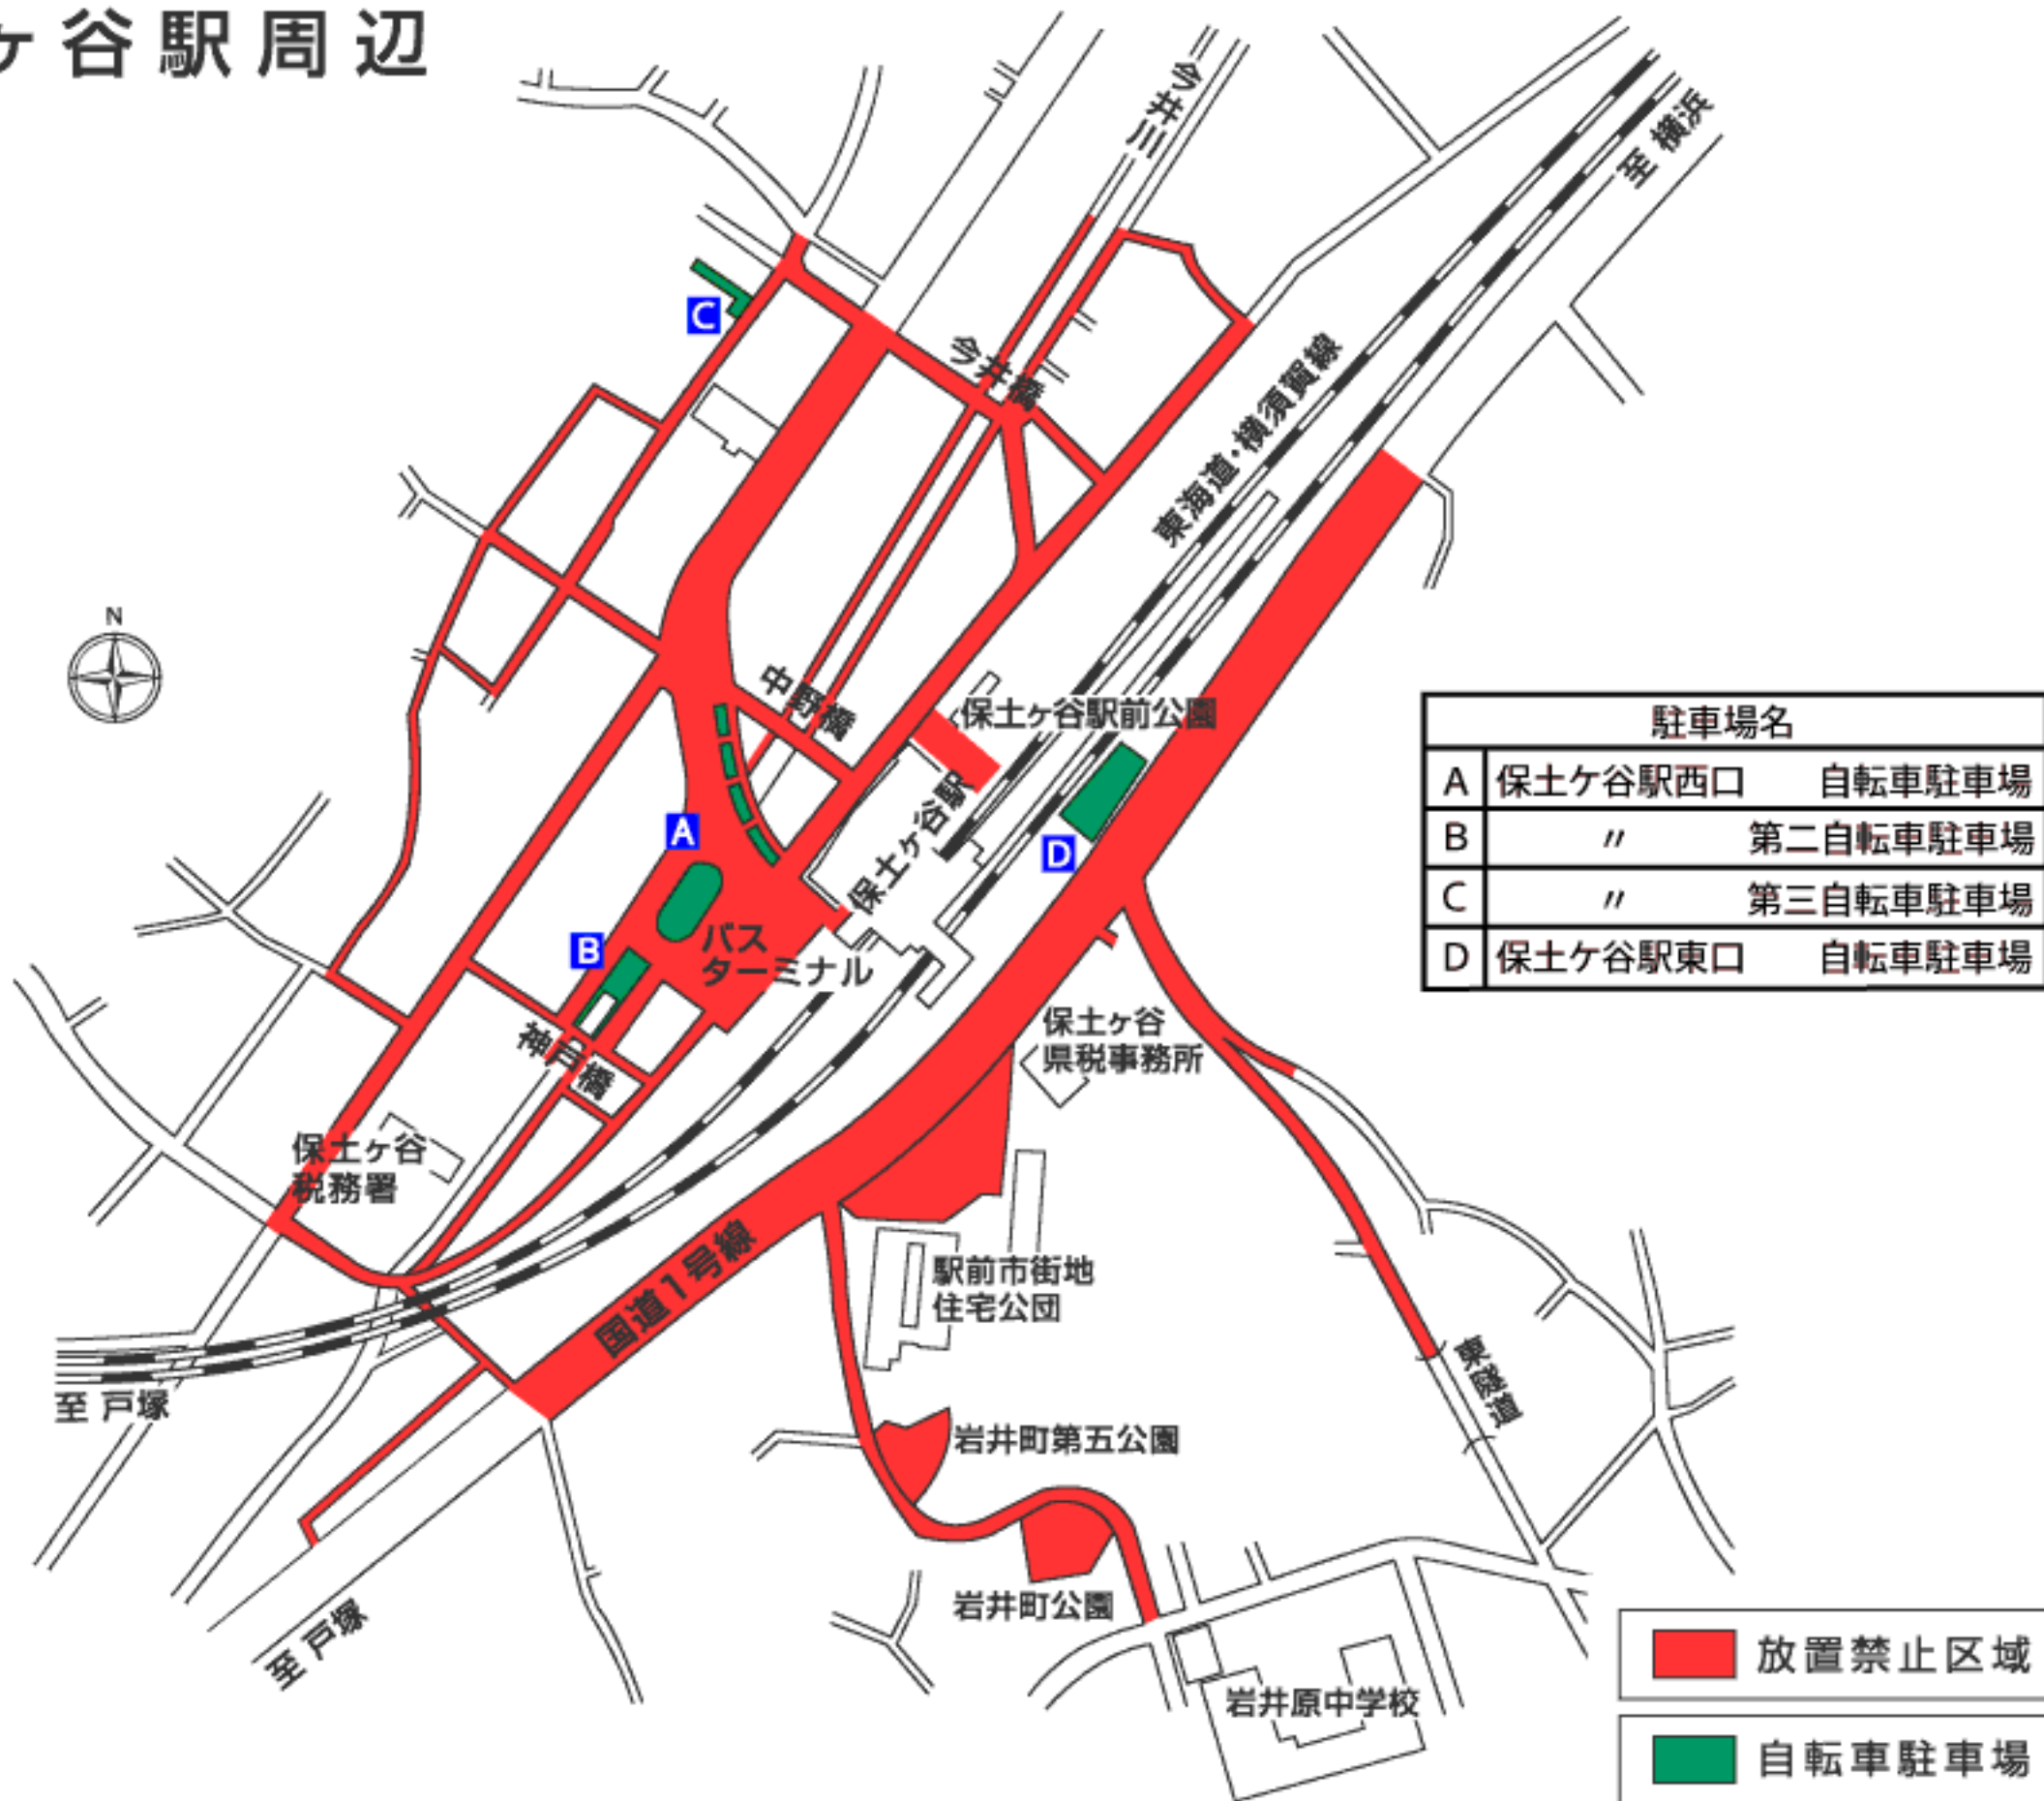 ヶ谷駅周辺
今井川
至 横浜
C
今井橋
東海道・横須賀線
N
中野橋
保土ヶ谷駅前公園
駐車場名
A 保土ケ谷駅西口 自転車駐車場
B 〃 第二自転車駐車場
C 〃 第三自転車駐車場
D 保土ケ谷駅東口 自転車駐車場
A
保土ヶ谷駅
D
B
バス
ターミナル
神戸橋
保土ヶ谷
県税事務所
保土ヶ谷
税務署
国道1号線
駅前市街地
住宅公団
至 戸塚
東隧道
岩井町第五公園
岩井町公園
至 戸塚
岩井原中学校
放置禁止区域
自転車駐車場